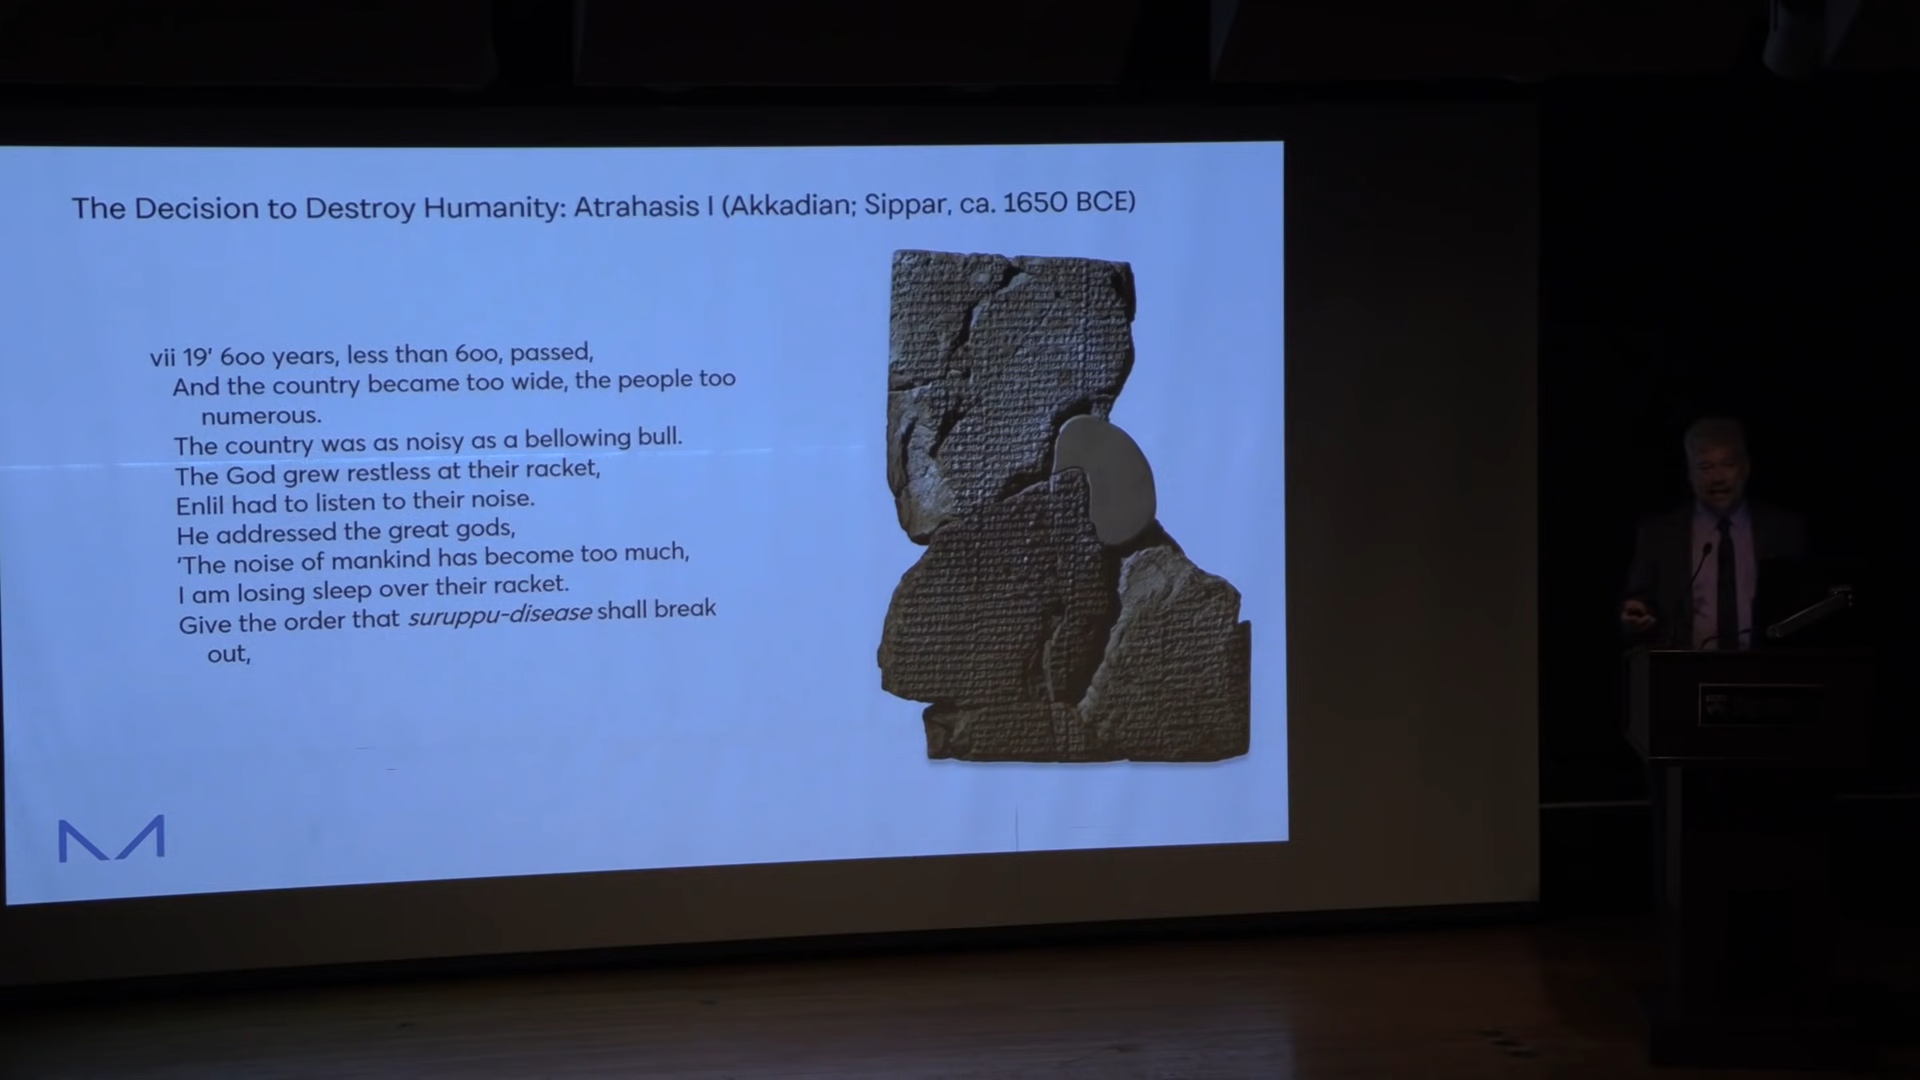 The Decision to Destroy Humanity: Atrahasis I (Akkadian; Sippar, ca. 1650 BCE)
vii 19' 600 years, less than 600, passed,
And the country became too wide, the people too
numerous.
The country was as noisy as a bellowing bull.
The God grew restless at their racket,
Enlil had to listen to their noise.
He addressed the great gods,
'The noise of mankind has become too much,
I am losing sleep over their racket.
Give the order that suruppu-disease shall break
out,